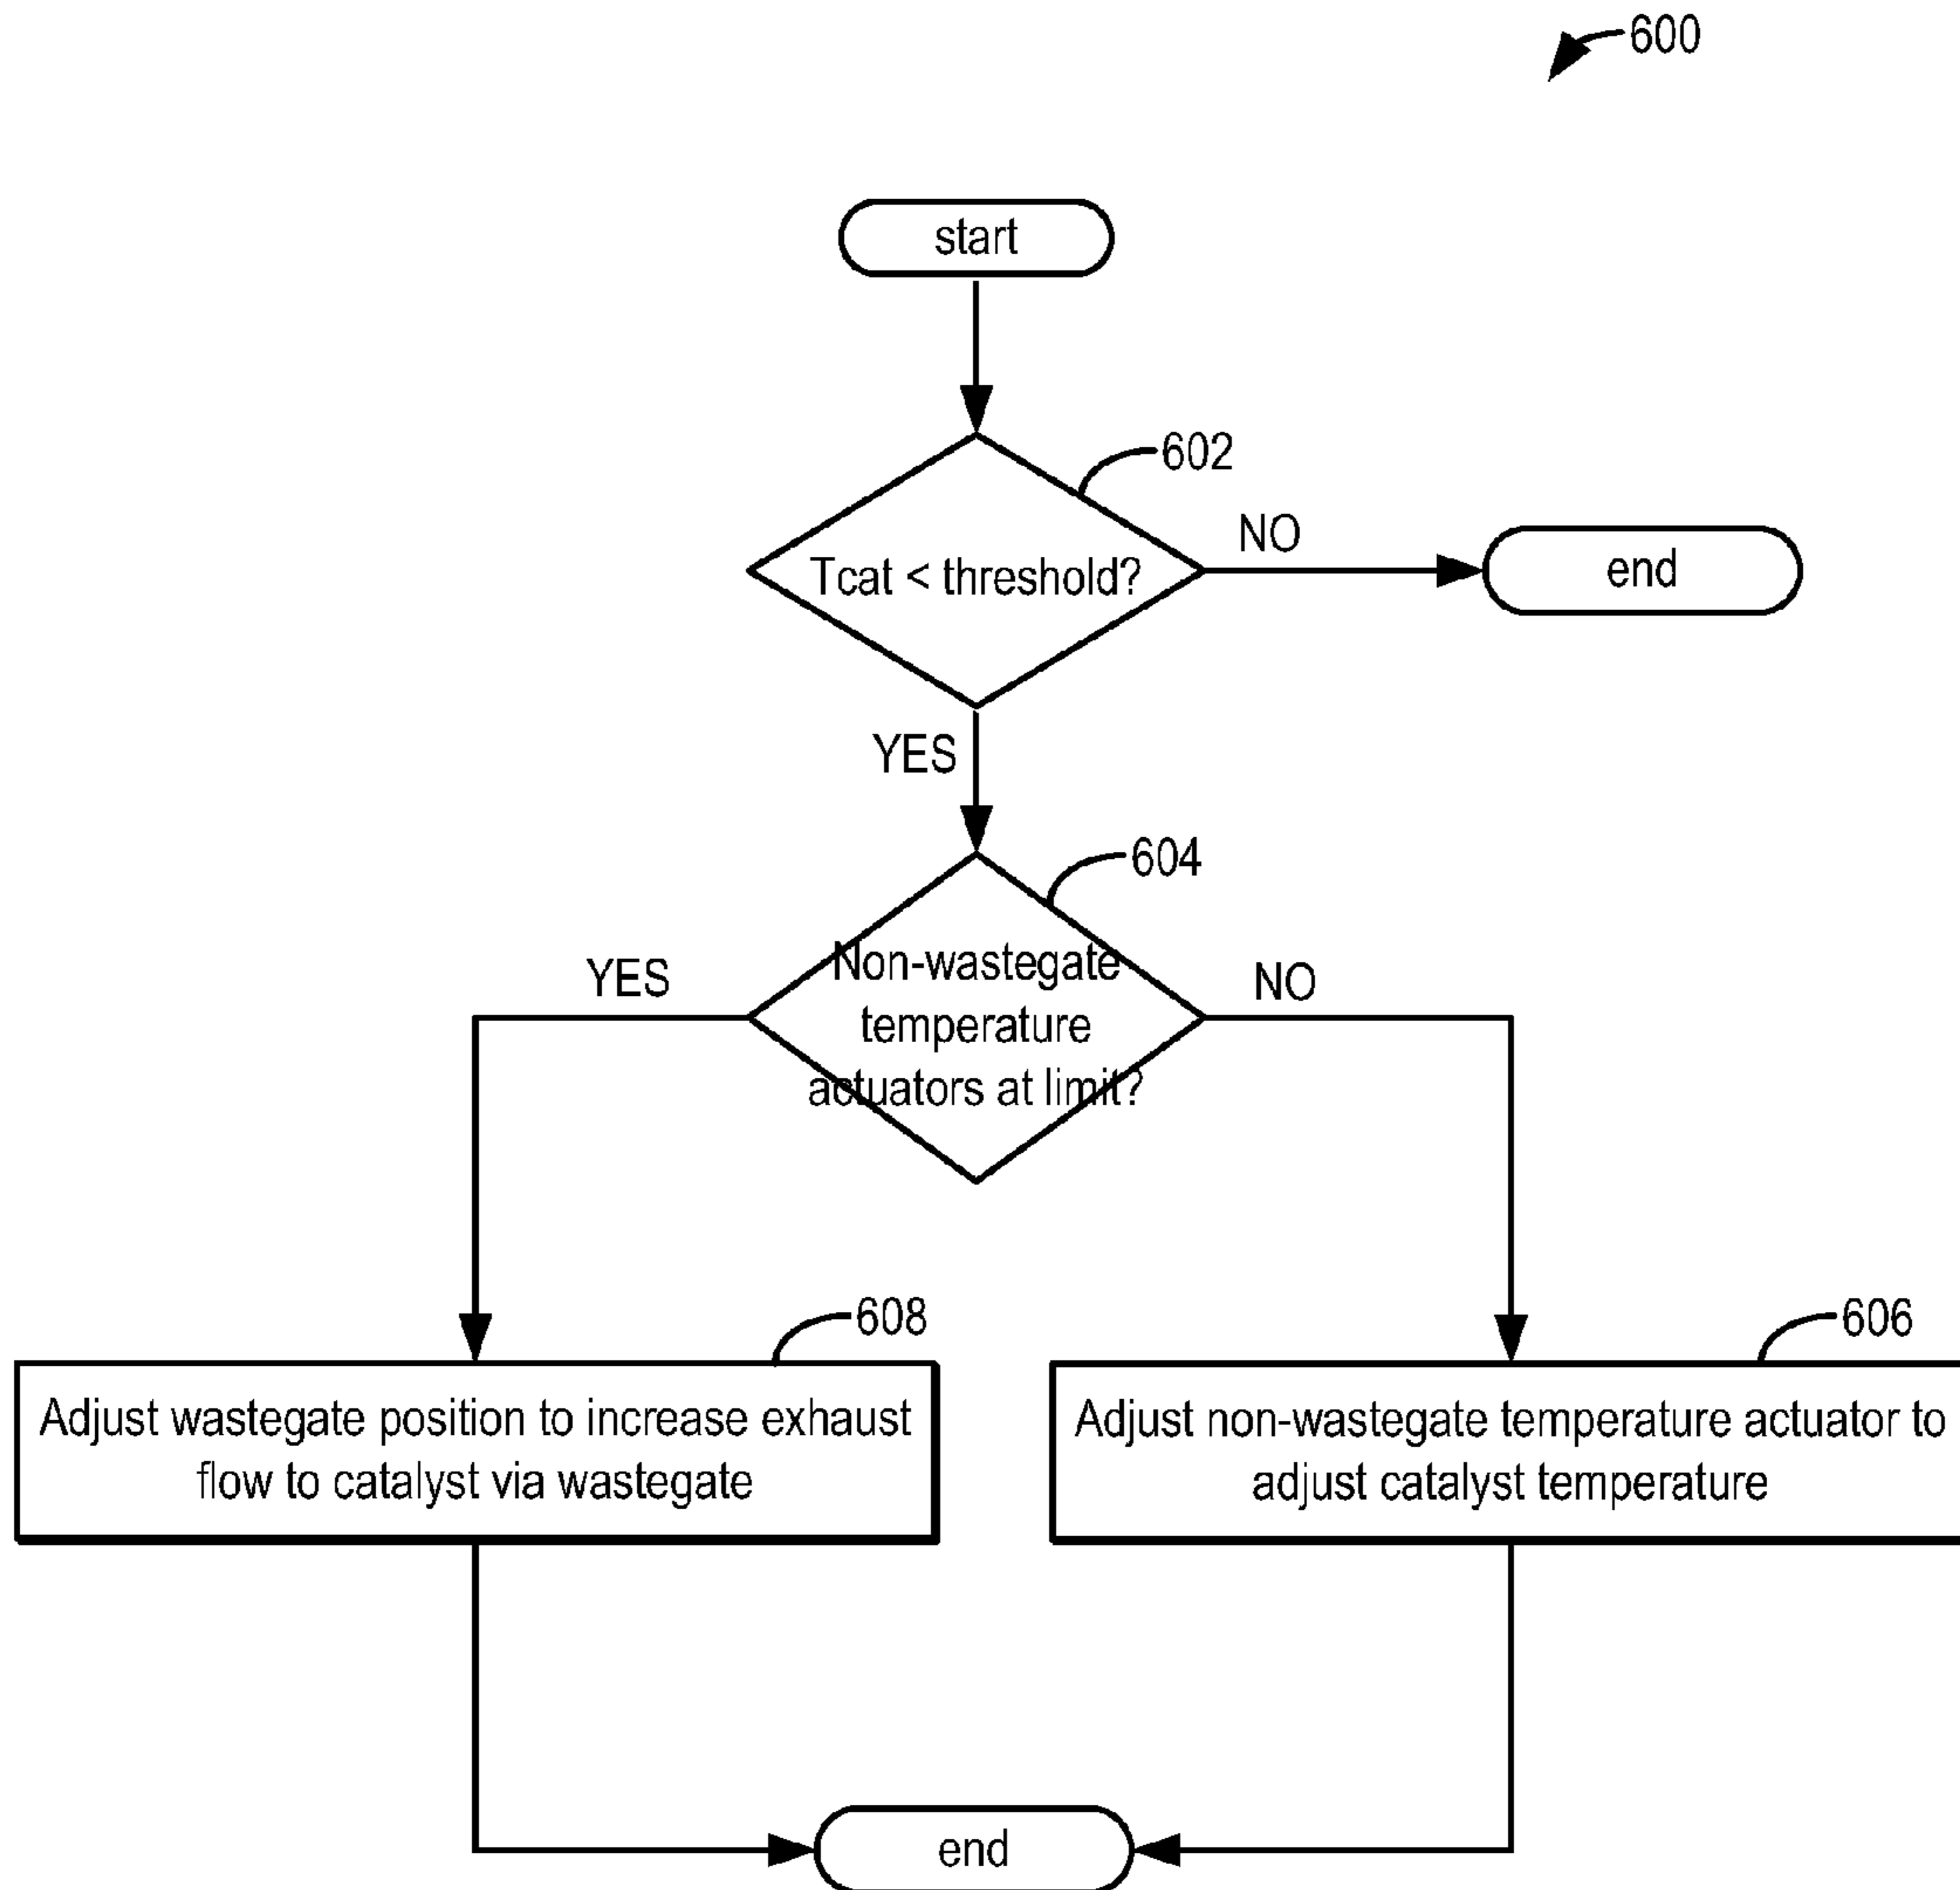 600
start
602
Tcat < threshold?
NO
end
YES
604
Non-wastegate
temperature
actuators at limit?
YES
NO
608
Adjust wastegate position to increase exhaust
flow to catalyst via wastegate
606
Adjust non-wastegate temperature actuator to
adjust catalyst temperature
end